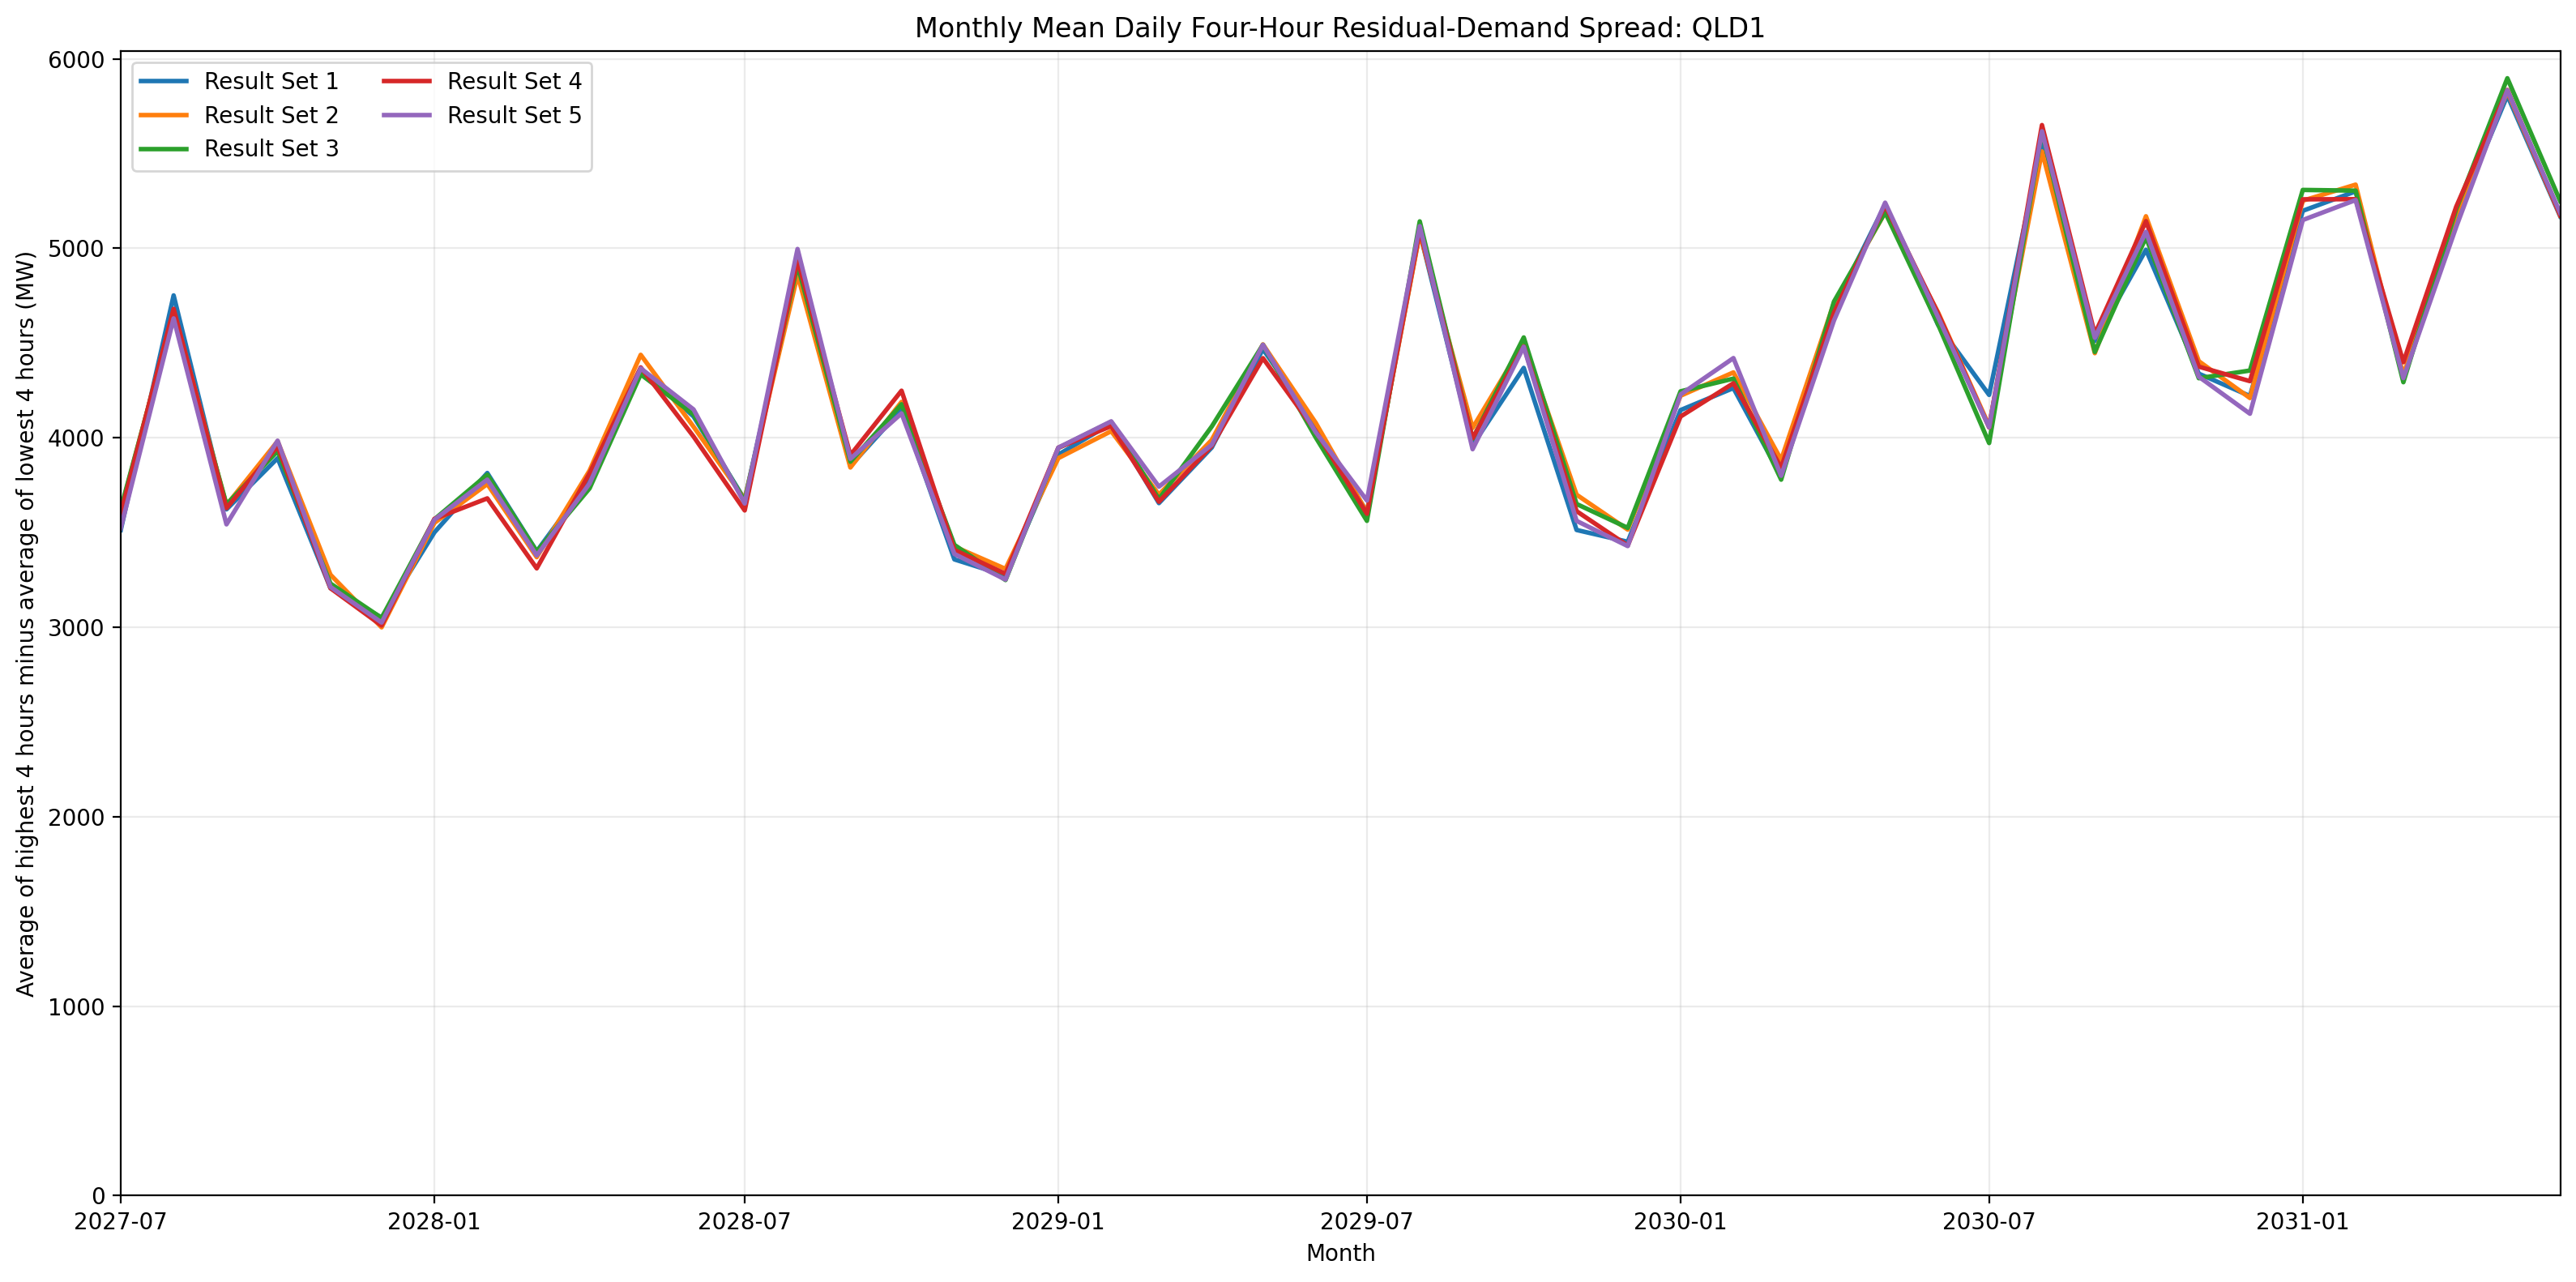 Monthly Mean Daily Four-Hour Residual-Demand Spread: QLD1
Result Set 1
Result Set 2
Result Set 3
Result Set 4
Result Set 5
Average of highest 4 hours minus average of lowest 4 hours (MW)
6000
5000
4000
3000
2000
1000
0
2027-07
2028-01
2028-07
2029-01
2029-07
2030-01
2030-07
2031-01
Month